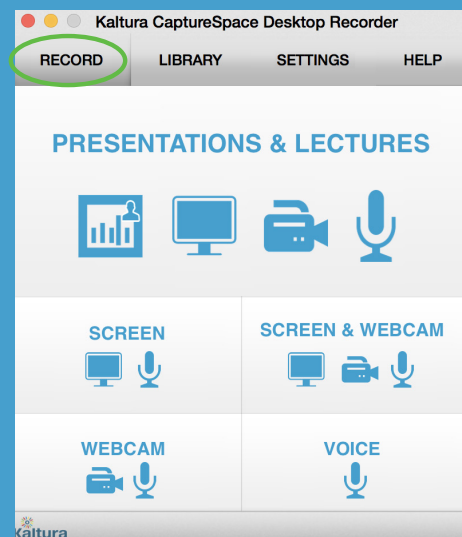 Kaltura CaptureSpace Desktop Recorder
RECORD LIBRARY SETTINGS HELP
PRESENTATIONS & LECTURES
SCREEN SCREEN & WEBCAM
WEBCAM VOICE
kaltura